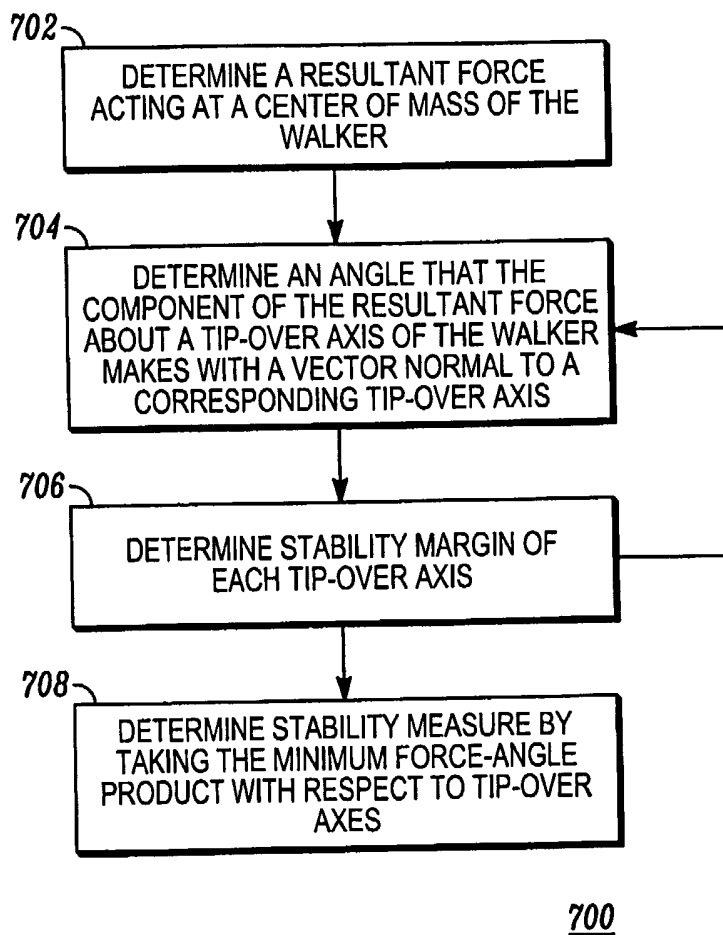 702
DETERMINE A RESULTANT FORCE
ACTING AT A CENTER OF MASS OF THE
WALKER
704
DETERMINE AN ANGLE THAT THE
COMPONENT OF THE RESULTANT FORCE
ABOUT A TIP-OVER AXIS OF THE WALKER
MAKES WITH A VECTOR NORMAL TO A
CORRESPONDING TIP-OVER AXIS
706
DETERMINE STABILITY MARGIN OF
EACH TIP-OVER AXIS
708
DETERMINE STABILITY MEASURE BY
TAKING THE MINIMUM FORCE-ANGLE
PRODUCT WITH RESPECT TO TIP-OVER
AXES
700